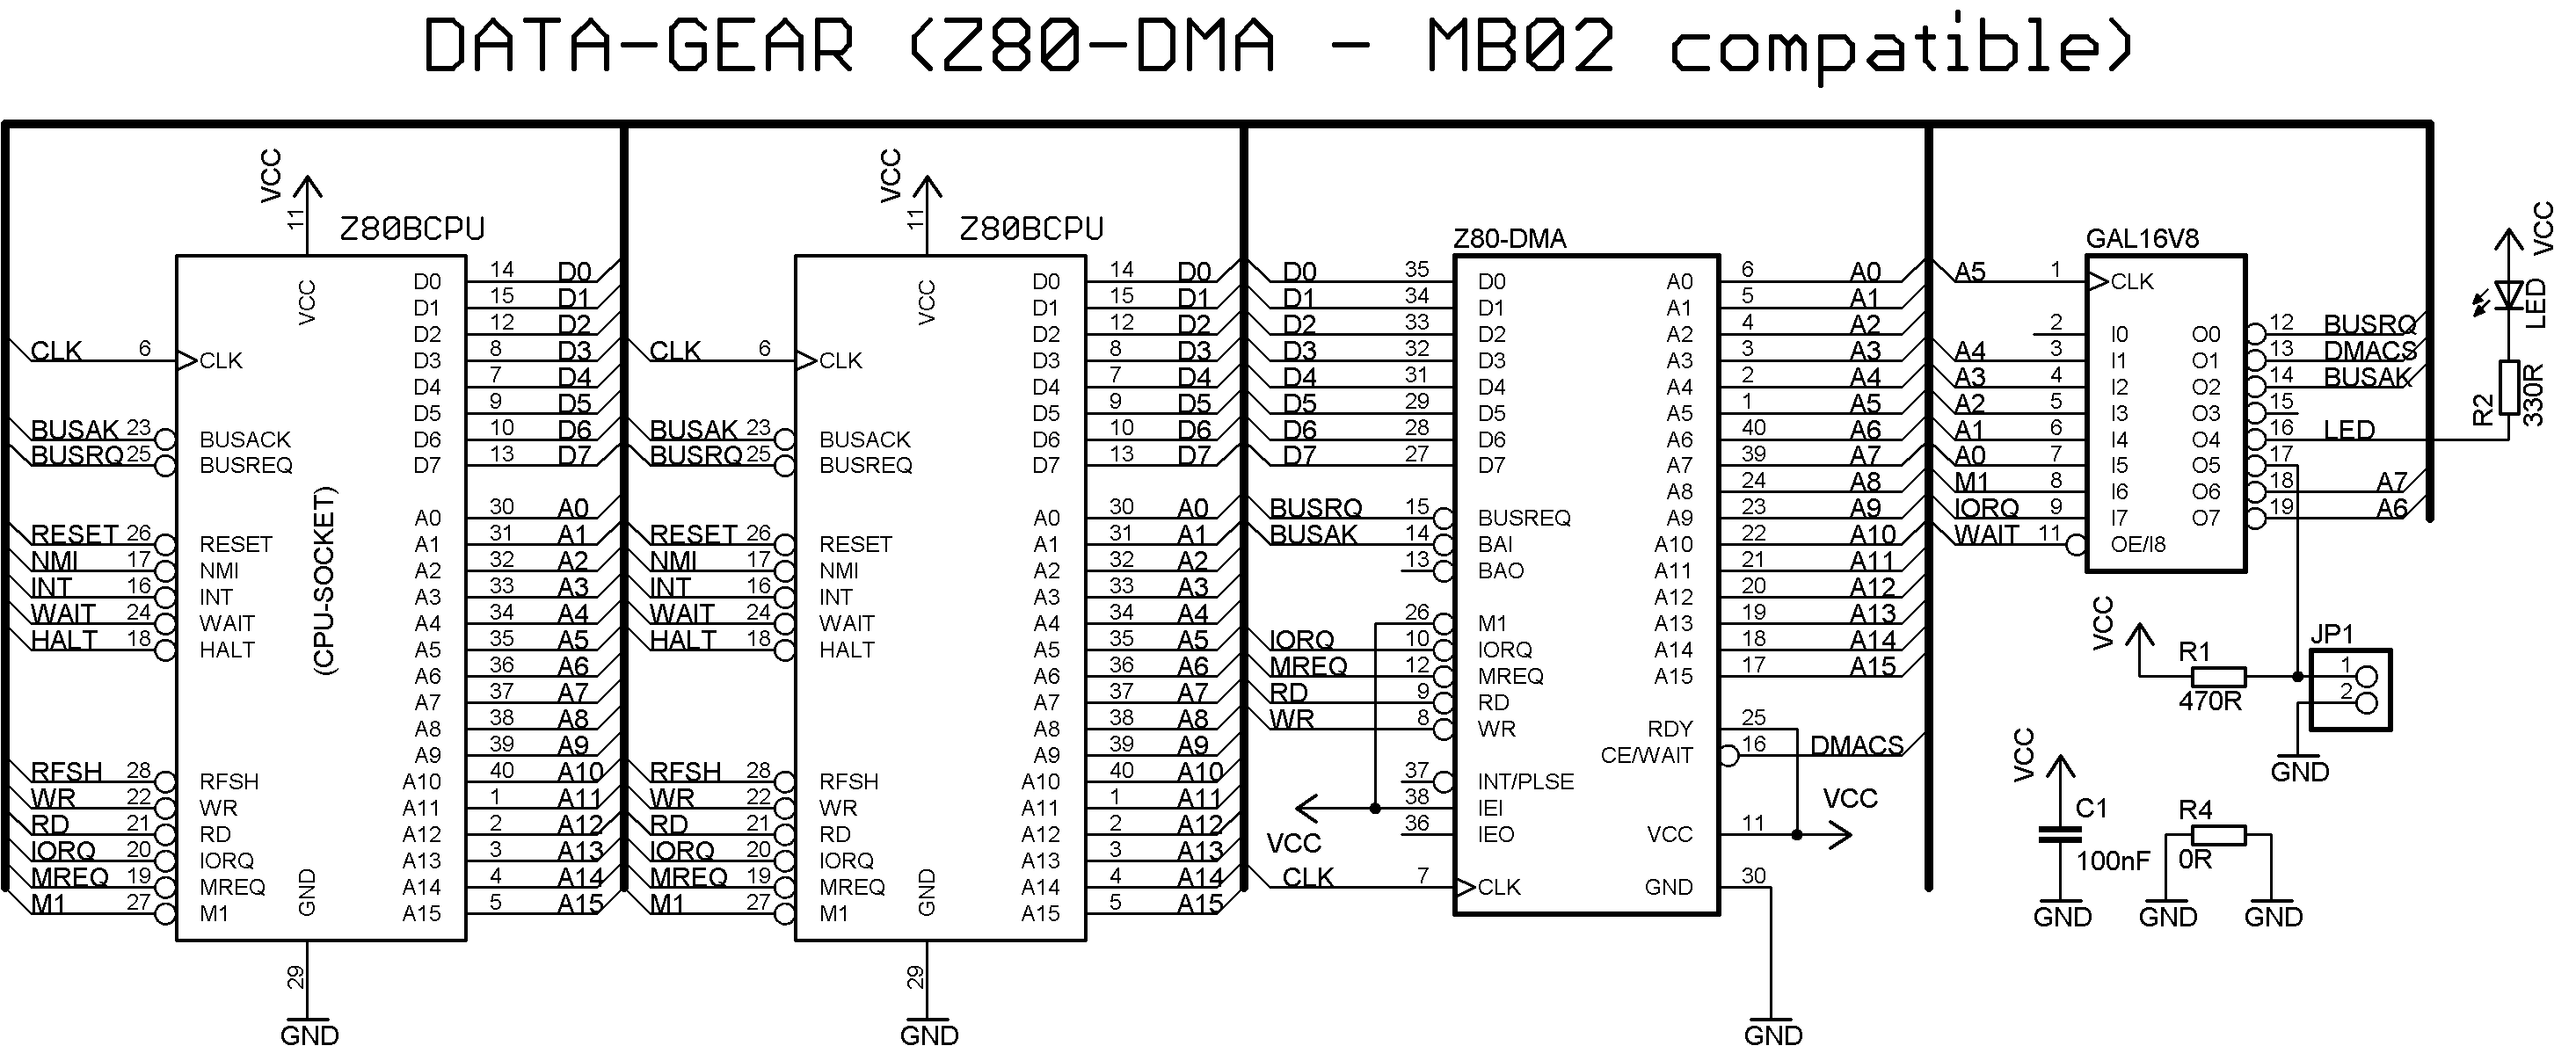 DATA-GEAR (Z80-DMA - MB02 compatible)
VCC
11
Z80BCPU
VCC
CLK 6 CLK
BUSAK 23 BUSACK
BUSRQ 25 BUSREQ
RESET 26 RESET
NMI 17 NMI
INT 16 INT
WAIT 24 WAIT
HALT 18 HALT
RFSH 28 RFSH
WR 22 WR
RD 21 RD
IORQ 20 IORQ
MREQ 19 MREQ
M1 27 M1
(CPU-SOCKET)
D0 14 D0
D1 15 D1
D2 12 D2
D3 8 D3
D4 7 D4
D5 9 D5
D6 10 D6
D7 13 D7
A0 30 A0
A1 31 A1
A2 32 A2
A3 33 A3
A4 34 A4
A5 35 A5
A6 36 A6
A7 37 A7
A8 38 A8
A9 39 A9
A10 40 A10
A11 1 A11
A12 2 A12
A13 3 A13
A14 4 A14
A15 5 A15
GND
29
GND
VCC
11
Z80BCPU
VCC
CLK 6 CLK
BUSAK 23 BUSACK
BUSRQ 25 BUSREQ
RESET 26 RESET
NMI 17 NMI
INT 16 INT
WAIT 24 WAIT
HALT 18 HALT
RFSH 28 RFSH
WR 22 WR
RD 21 RD
IORQ 20 IORQ
MREQ 19 MREQ
M1 27 M1
D0 14 D0
D1 15 D1
D2 12 D2
D3 8 D3
D4 7 D4
D5 9 D5
D6 10 D6
D7 13 D7
A0 30 A0
A1 31 A1
A2 32 A2
A3 33 A3
A4 34 A4
A5 35 A5
A6 36 A6
A7 37 A7
A8 38 A8
A9 39 A9
A10 40 A10
A11 1 A11
A12 2 A12
A13 3 A13
A14 4 A14
A15 5 A15
GND
29
GND
Z80-DMA
D0 35 D0
D1 34 D1
D2 33 D2
D3 32 D3
D4 31 D4
D5 29 D5
D6 28 D6
D7 27 D7
BUSRQ 15 BUSREQ
BUSAK 14 BAI
13 BAO
26 M1
IORQ 10 IORQ
MREQ 12 MREQ
RD 9 RD
WR 8 WR
37 INT/PLSE
38 IEI
VCC
36 IEO
CLK 7 CLK
A0 6 A0
A1 5 A1
A2 4 A2
A3 3 A3
A4 2 A4
A5 1 A5
A6 40 A6
A7 39 A7
A8 24 A8
A9 23 A9
A10 22 A10
A11 21 A11
A12 20 A12
A13 19 A13
A14 18 A14
A15 17 A15
RDY 25
CE/WAIT 16 DMACS
VCC 11
VCC
GND 30
GND
GAL16V8
A5 1 CLK
2 I0
A4 3 I1
A3 4 I2
A2 5 I3
A1 6 I4
A0 7 I5
M1 8 I6
IORQ 9 I7
WAIT 11 OE/I8
O0 12 BUSRQ
O1 13 DMACS
O2 14 BUSAK
O3 15
O4 16 LED
O5 17
O6 18 A7
O7 19 A6
VCC
LED
R2
330R
VCC
R1
470R
JP1
1
2
GND
VCC
C1
100nF
GND
R4
0R
GND
GND